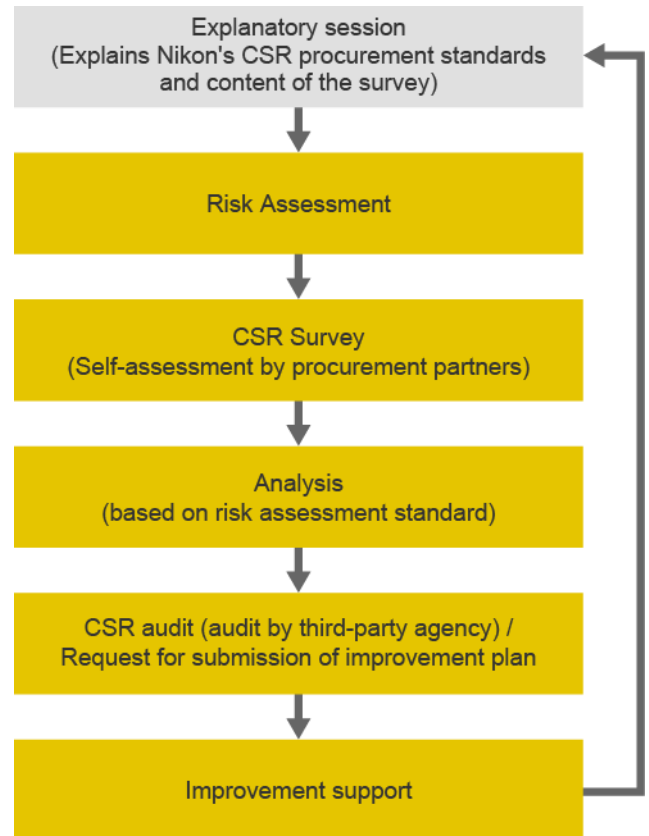 Explanatory session
(Explains Nikon's CSR procurement standards
and content of the survey)
Risk Assessment
CSR Survey
(Self-assessment by procurement partners)
Analysis
(based on risk assessment standard)
CSR audit (audit by third-party agency) /
Request for submission of improvement plan
Improvement support